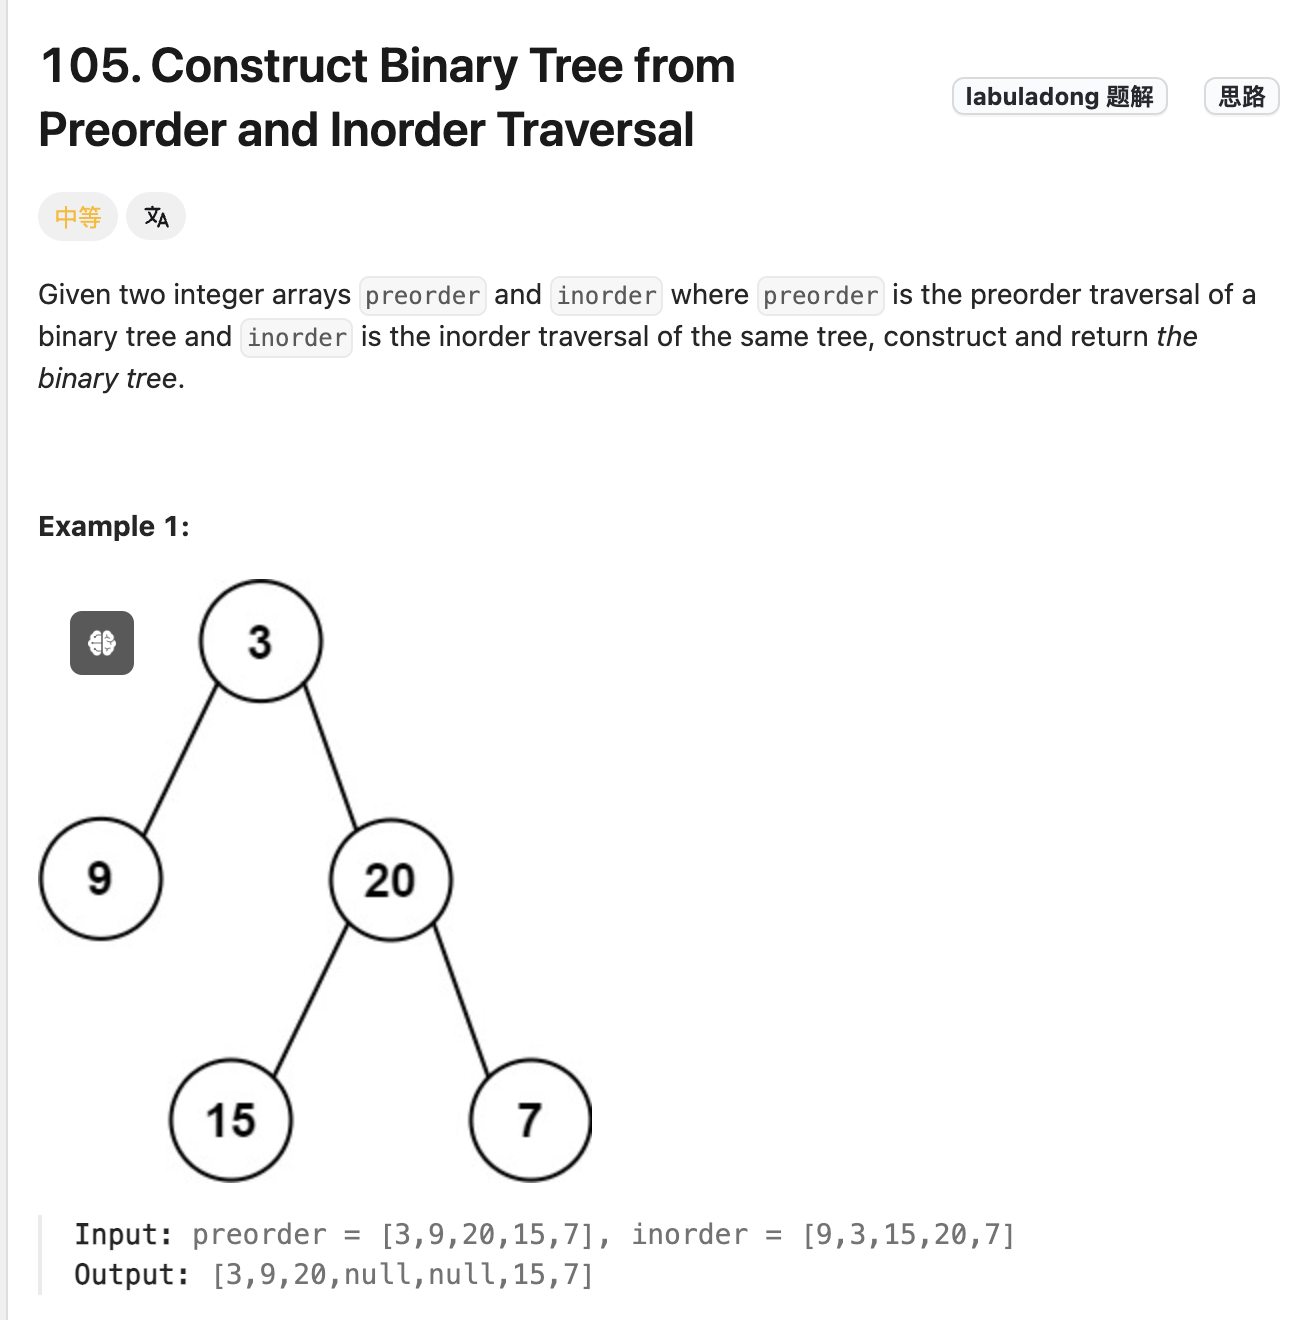 105. Construct Binary Tree from
Preorder and Inorder Traversal
labuladong 题解
思路
中等
文A
Given two integer arrays preorder and inorder where preorder is the preorder traversal of a
binary tree and inorder is the inorder traversal of the same tree, construct and return the
binary tree.
Example 1:
3
9
20
15
7
Input: preorder = [3,9,20,15,7], inorder = [9,3,15,20,7]
Output: [3,9,20,null,null,15,7]